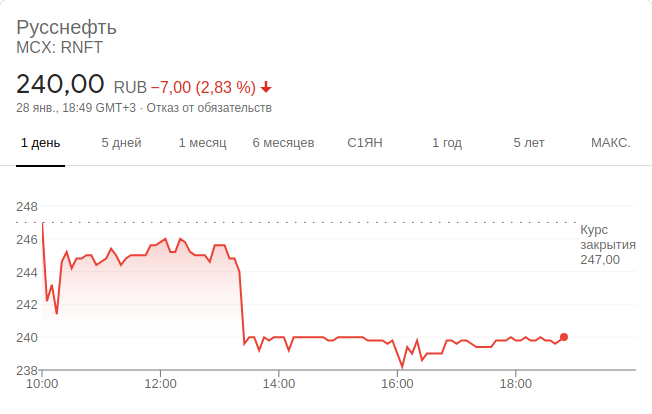 Русснефть
MCX: RNFT
240,00 RUB −7,00 (2,83 %)
28 янв., 18:49 GMT+3 · Отказ от обязательств
1 день 5 дней 1 месяц 6 месяцев С1ЯН 1 год 5 лет МАКС.
248
246
244
242
240
238
Курс
закрытия
247,00
10:00 12:00 14:00 16:00 18:00